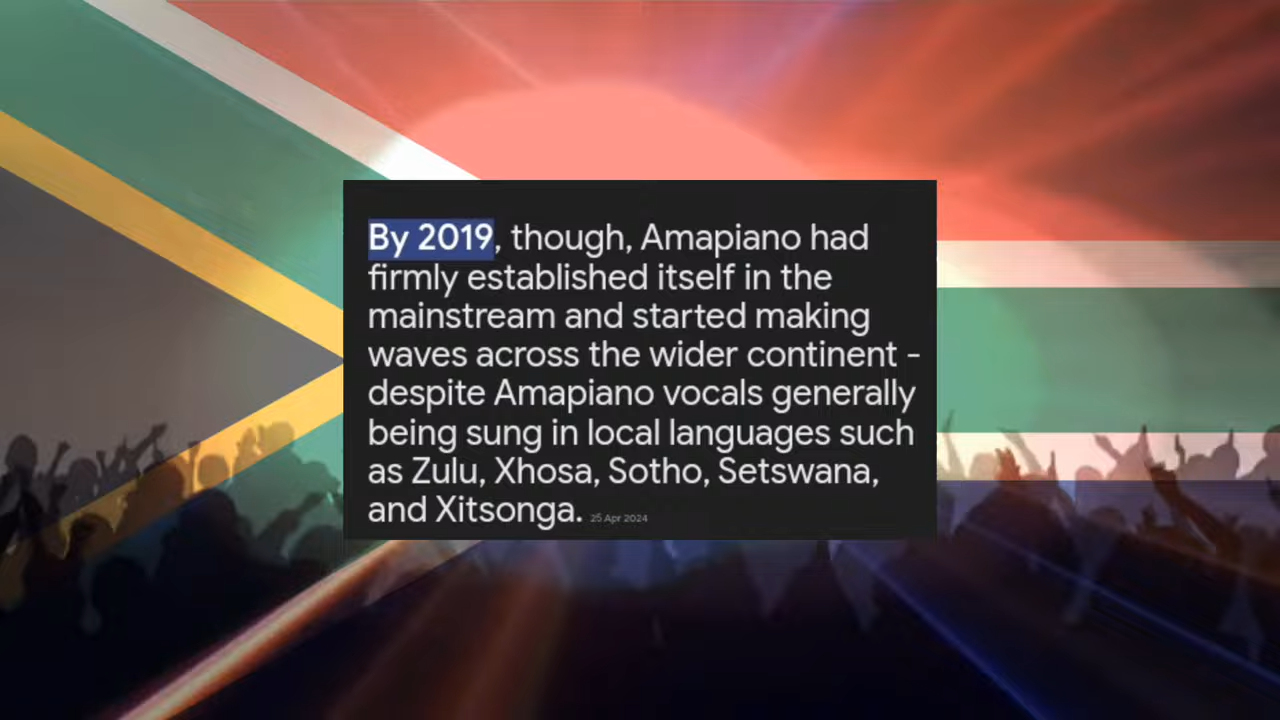 By 2019, though, Amapiano had
firmly established itself in the
mainstream and started making
waves across the wider continent -
despite Amapiano vocals generally
being sung in local languages such
as Zulu, Xhosa, Sotho, Setswana,
and Xitsonga. 25 Apr 2024